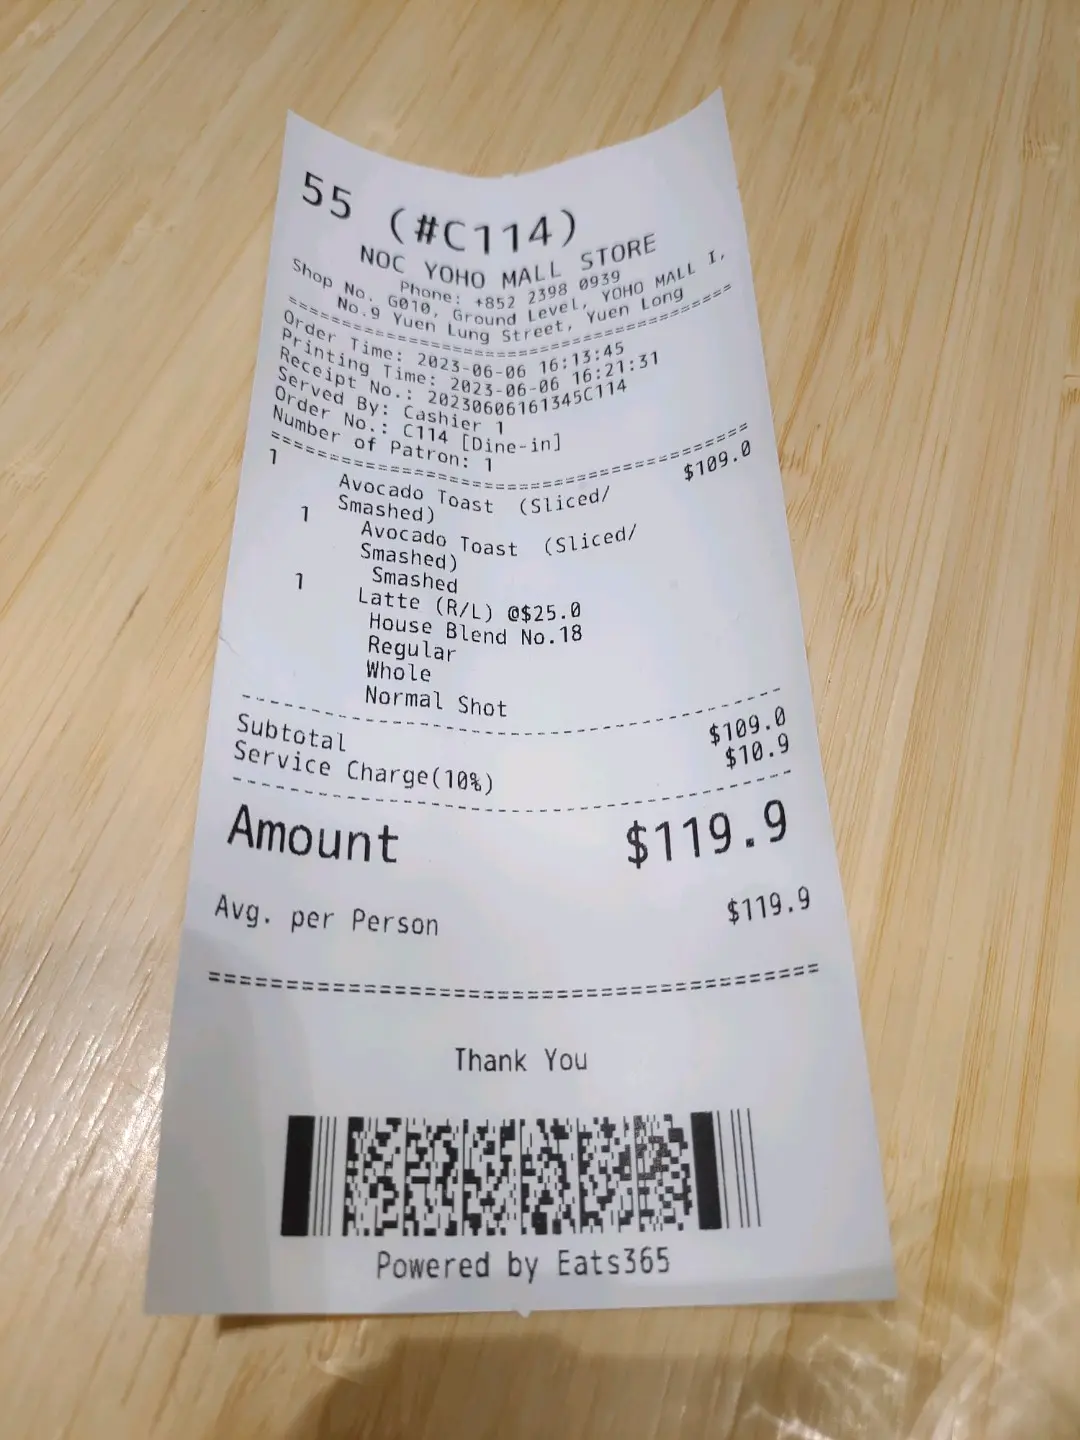 55 (#C114)
NOC YOHO MALL STORE
Phone: +852 2398 0939
Shop No. G010, Ground Level, YOHO MALL I,
No.9 Yuen Lung Street, Yuen Long
========================================
Order Time: 2023-06-06 16:13:45
Printing Time: 2023-06-06 16:21:31
Receipt No.: 20230606161345C114
Served By: Cashier 1
Order No.: C114 [Dine-in]
Number of Patron: 1
========================================
1 Avocado Toast (Sliced/ $109.0
Smashed)
1 Avocado Toast (Sliced/
Smashed)
Smashed
1 Latte (R/L) @$25.0
House Blend No.18
Regular
Whole
Normal Shot
----------------------------------------
Subtotal $109.0
Service Charge(10%) $10.9
----------------------------------------
Amount $119.9
Avg. per Person $119.9
========================================
Thank You
Powered by Eats365